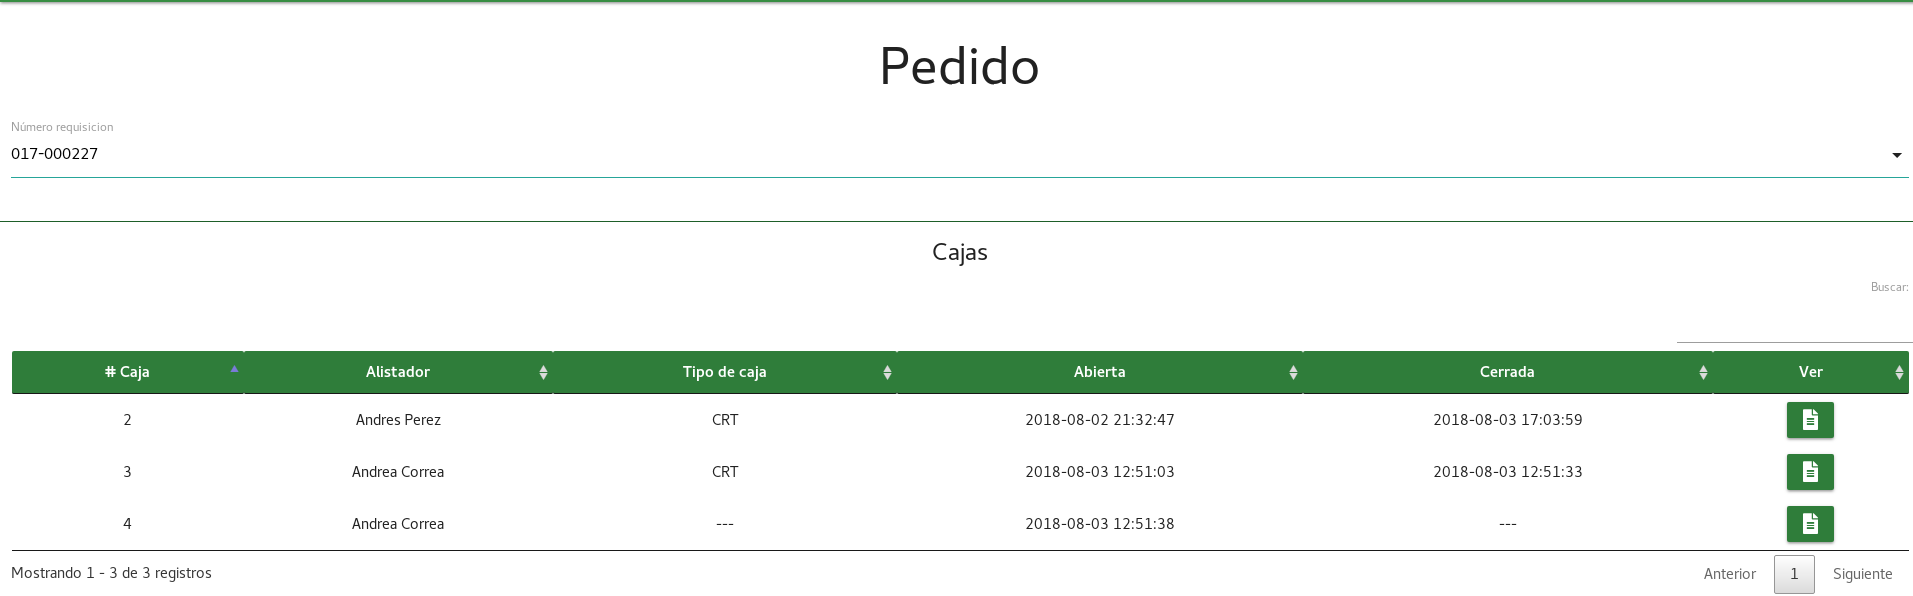 Pedido
Número requisicion
017-000227
Cajas
Buscar:
# Caja Alistador Tipo de caja Abierta Cerrada Ver
2 Andres Perez CRT 2018-08-02 21:32:47 2018-08-03 17:03:59
3 Andrea Correa CRT 2018-08-03 12:51:03 2018-08-03 12:51:33
4 Andrea Correa --- 2018-08-03 12:51:38 ---
Mostrando 1 - 3 de 3 registros Anterior 1 Siguiente